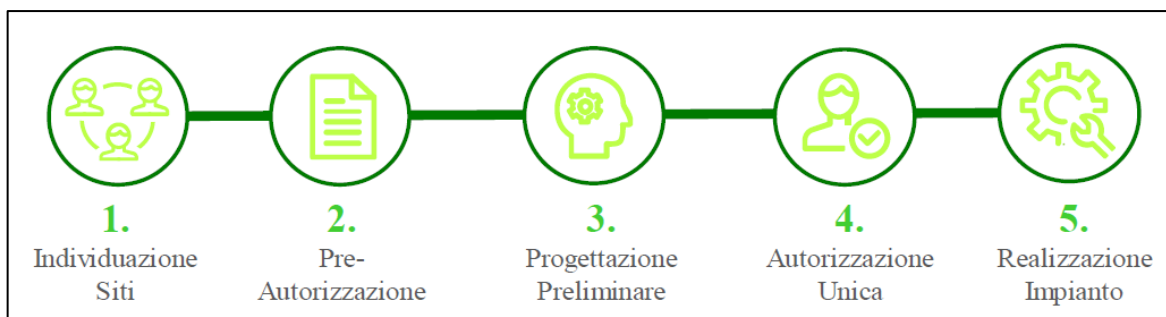 1.
Individuazione
Siti
2.
Pre-
Autorizzazione
3.
Progettazione
Preliminare
4.
Autorizzazione
Unica
5.
Realizzazione
Impianto